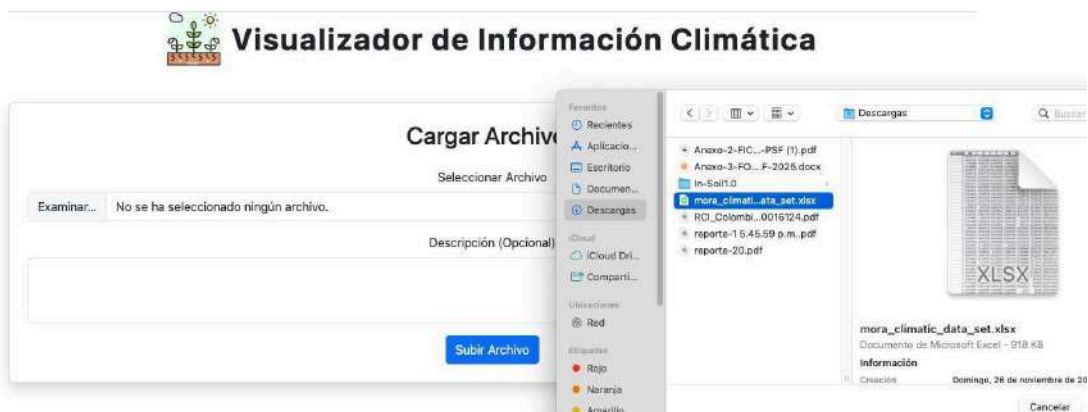 Visualizador de Información Climática
Cargar Archivo
Seleccionar Archivo
Examinar... No se ha seleccionado ningún archivo.
Descripción (Opcional)
Subir Archivo
Favoritos
Recientes
Aplicacio...
Escritorio
Documen...
Descargas
iCloud
iCloud Dri...
Comparti...
Ubicaciones
Red
Etiquetas
Rojo
Naranja
Amarillo
Descargas
Buscar
Anexo-2-FIC...-PSF (1).pdf
Anexo-3-FO... F-2025.docx
In-Soil1.0
mora_climati...ata_set.xlsx
RCI_Colombi...0016124.pdf
reporte-1 5.45.59 p.m..pdf
reporte-20.pdf
XLSX
mora_climatic_data_set.xlsx
Documento de Microsoft Excel - 918 KB
Información
Creación Domingo, 26 de noviembre de 20
Cancelar